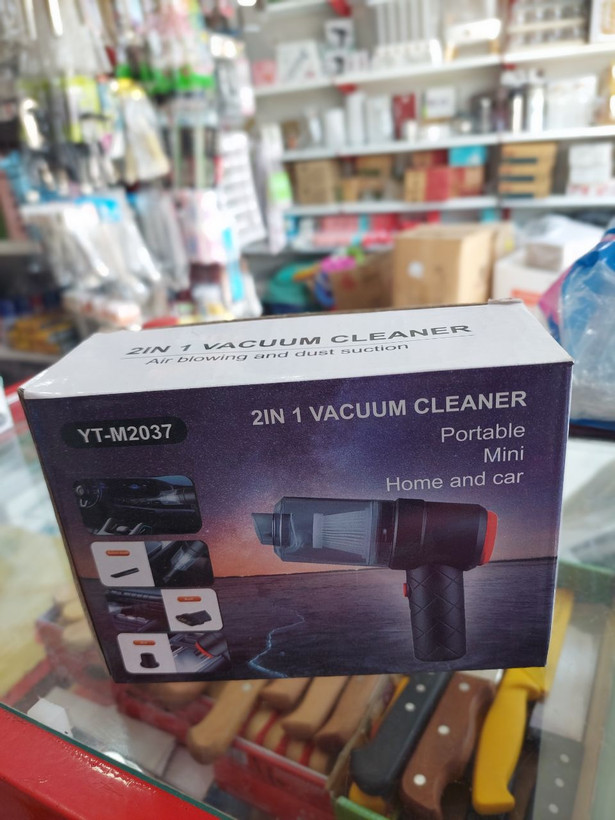 2IN 1 VACUUM CLEANER
Air blowing and dust suction
2IN 1 VACUUM CLEANER
YT-M2037
Portable
Mini
Home and car